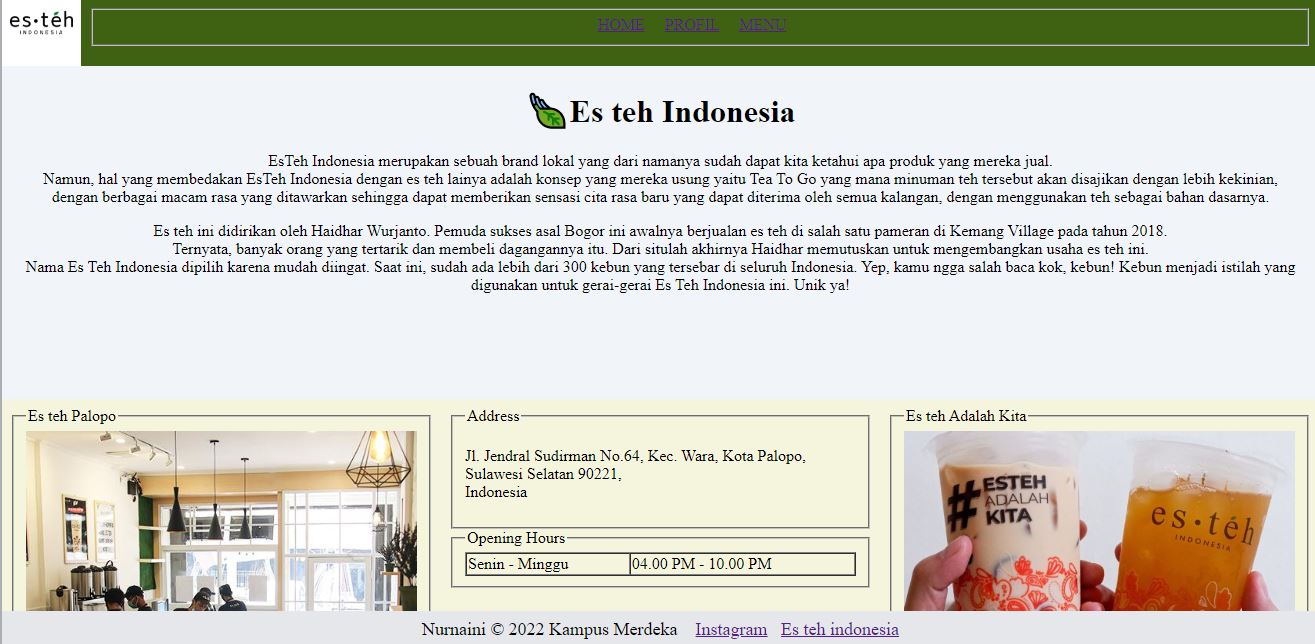 es·téh
INDONESIA
HOME PROFIL MENU
Es teh Indonesia
EsTeh Indonesia merupakan sebuah brand lokal yang dari namanya sudah dapat kita ketahui apa produk yang mereka jual.
Namun, hal yang membedakan EsTeh Indonesia dengan es teh lainya adalah konsep yang mereka usung yaitu Tea To Go yang mana minuman teh tersebut akan disajikan dengan lebih kekinian,
dengan berbagai macam rasa yang ditawarkan sehingga dapat memberikan sensasi cita rasa baru yang dapat diterima oleh semua kalangan, dengan menggunakan teh sebagai bahan dasarnya.
Es teh ini didirikan oleh Haidhar Wurjanto. Pemuda sukses asal Bogor ini awalnya berjualan es teh di salah satu pameran di Kemang Village pada tahun 2018.
Ternyata, banyak orang yang tertarik dan membeli dagangannya itu. Dari situlah akhirnya Haidhar memutuskan untuk mengembangkan usaha es teh ini.
Nama Es Teh Indonesia dipilih karena mudah diingat. Saat ini, sudah ada lebih dari 300 kebun yang tersebar di seluruh Indonesia. Yep, kamu ngga salah baca kok, kebun! Kebun menjadi istilah yang
digunakan untuk gerai-gerai Es Teh Indonesia ini. Unik ya!
Es teh Palopo
Address
Jl. Jendral Sudirman No.64, Kec. Wara, Kota Palopo,
Sulawesi Selatan 90221,
Indonesia
Opening Hours
Senin - Minggu 04.00 PM - 10.00 PM
Es teh Adalah Kita
#ESTEH
ADALAH
KITA
es·téh
INDONESIA
Nurnaini © 2022 Kampus Merdeka Instagram Es teh indonesia